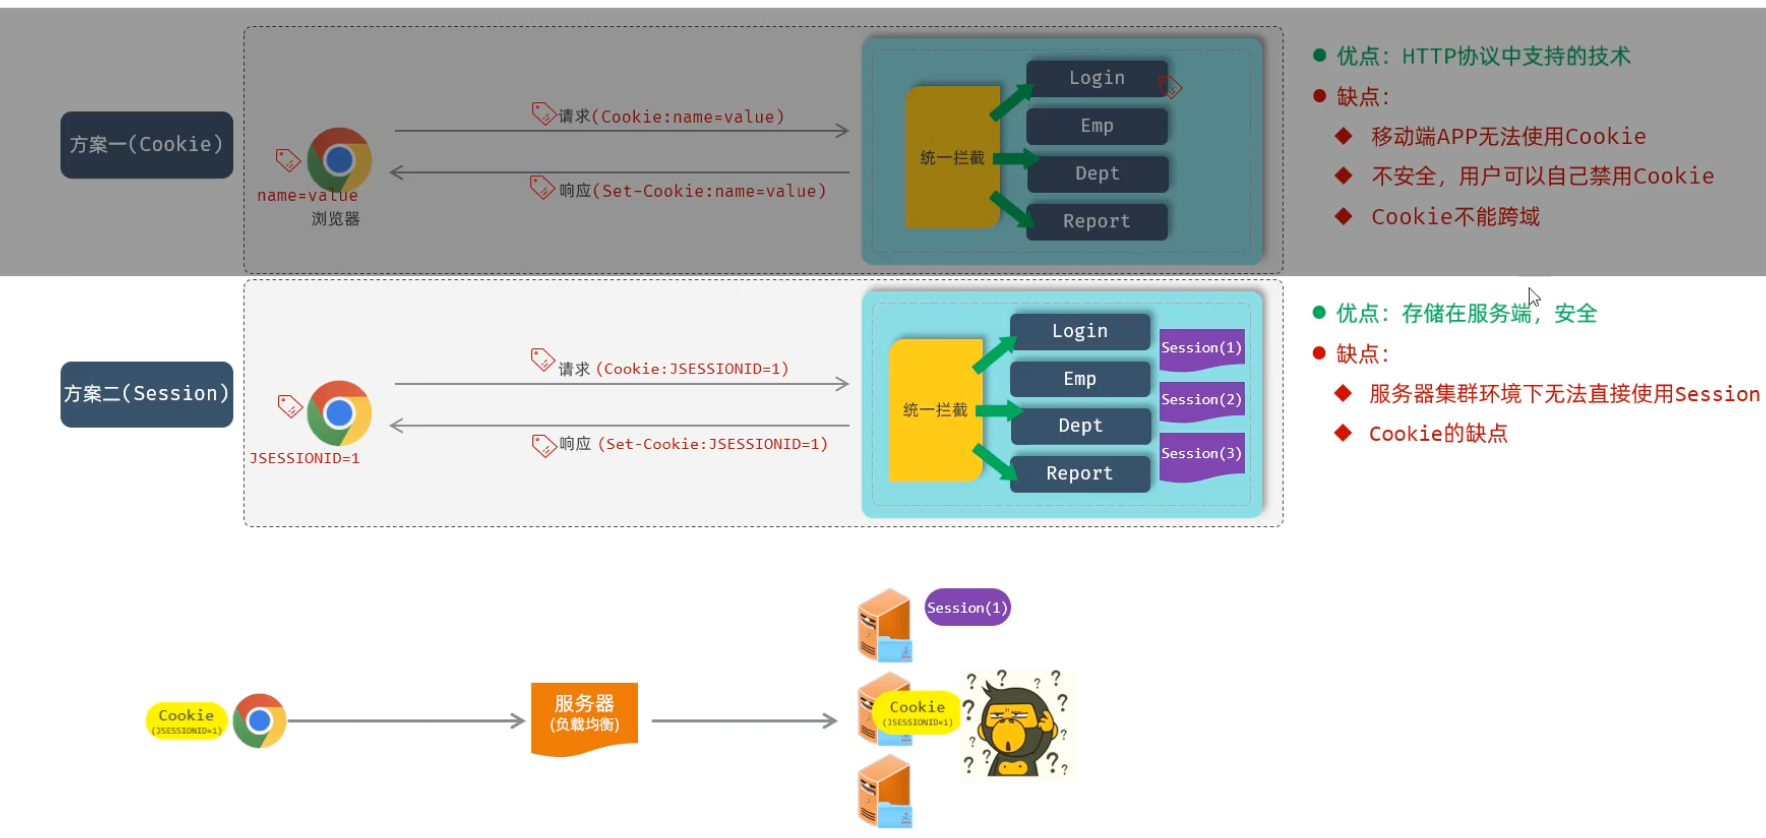 方案一(Cookie)
name=value
浏览器
请求(Cookie:name=value)
响应(Set-Cookie:name=value)
统一拦截
Login
Emp
Dept
Report
优点：HTTP协议中支持的技术
缺点：
移动端APP无法使用Cookie
不安全，用户可以自己禁用Cookie
Cookie不能跨域
方案二(Session)
JSESSIONID=1
请求 (Cookie:JSESSIONID=1)
响应 (Set-Cookie:JSESSIONID=1)
统一拦截
Login
Emp
Dept
Report
Session(1)
Session(2)
Session(3)
优点：存储在服务端，安全
缺点：
服务器集群环境下无法直接使用Session
Cookie的缺点
Cookie
(JSESSIONID=1)
服务器
(负载均衡)
Session(1)
Cookie
(JSESSIONID=1)
? ? ? ? ? ? ? ? ? ? ?